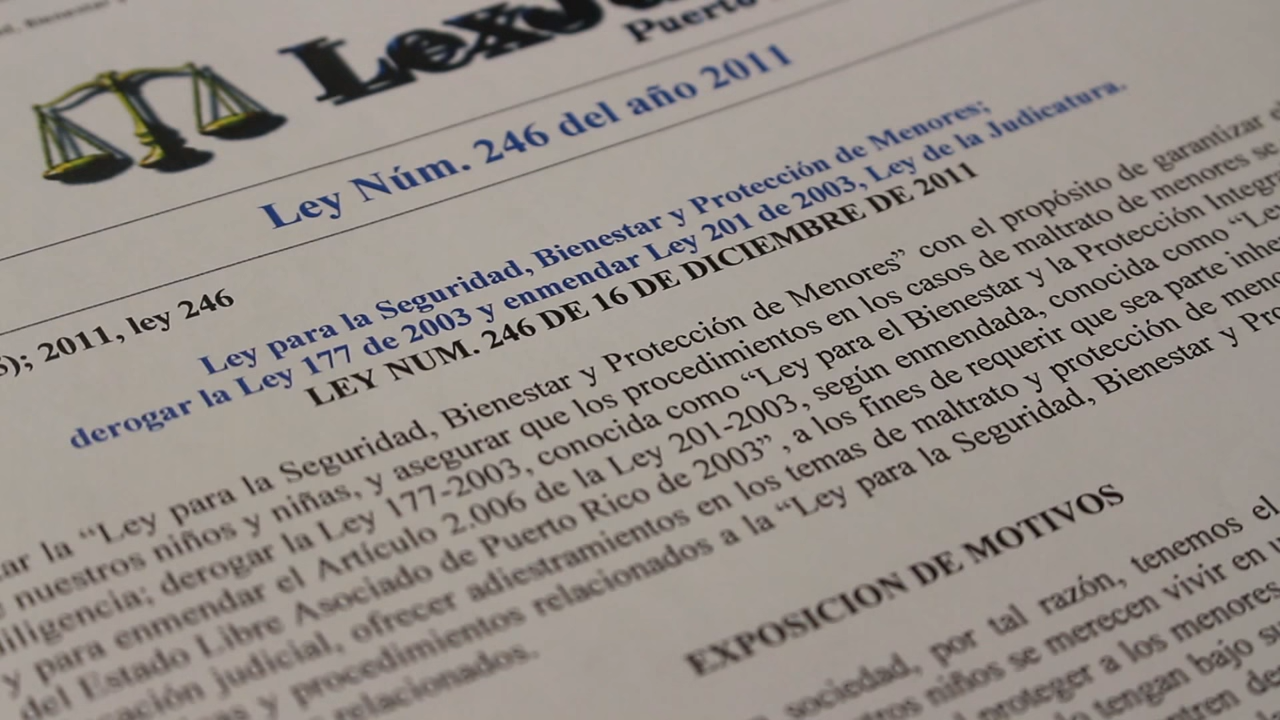 Puerto
Ley Núm. 246 del año 2011
); 2011, ley 246
Ley para la Seguridad, Bienestar y Protección de Menores;
derogar la Ley 177 de 2003 y enmendar Ley 201 de 2003, Ley de la Judicatura.
LEY NUM. 246 DE 16 DE DICIEMBRE DE 2011
ar la “Ley para la Seguridad, Bienestar y Protección de Menores” con el propósito de garantizar
nuestros niños y niñas, y asegurar que los procedimientos en los casos de maltrato de menores se
iligencia; derogar la Ley 177-2003, conocida como “Ley para el Bienestar y la Protección Integra
y para enmendar el Artículo 2.006 de la Ley 201-2003, según enmendada, conocida como “Le
del Estado Libre Asociado de Puerto Rico de 2003”, a los fines de requerir que sea parte inhe
cación judicial, ofrecer adiestramientos en los temas de maltrato y protección de meno
as y procedimientos relacionados a la “Ley para la Seguridad, Bienestar y Pro
relacionados.
EXPOSICION DE MOTIVOS
sociedad, por tal razón, tenemos el
tros niños se merecen vivir en u
proteger a los menores
tengan bajo su